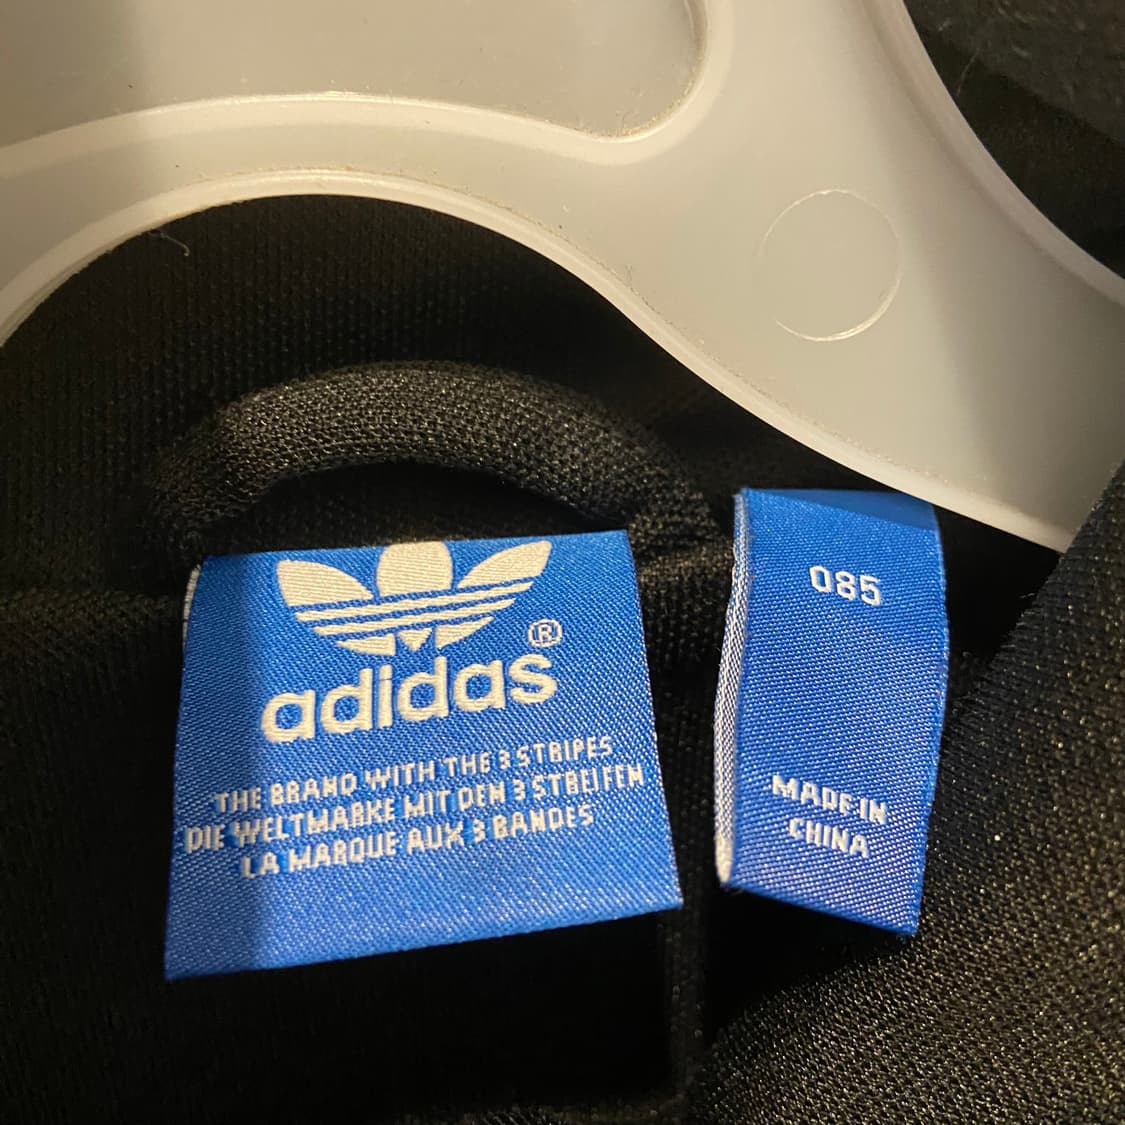 adidas®
THE BRAND WITH THE 3 STRIPES
DIE WELTMARKE MIT DEN 3 STREIFEN
LA MARQUE AUX 3 BANDES
085
MADE IN
CHINA